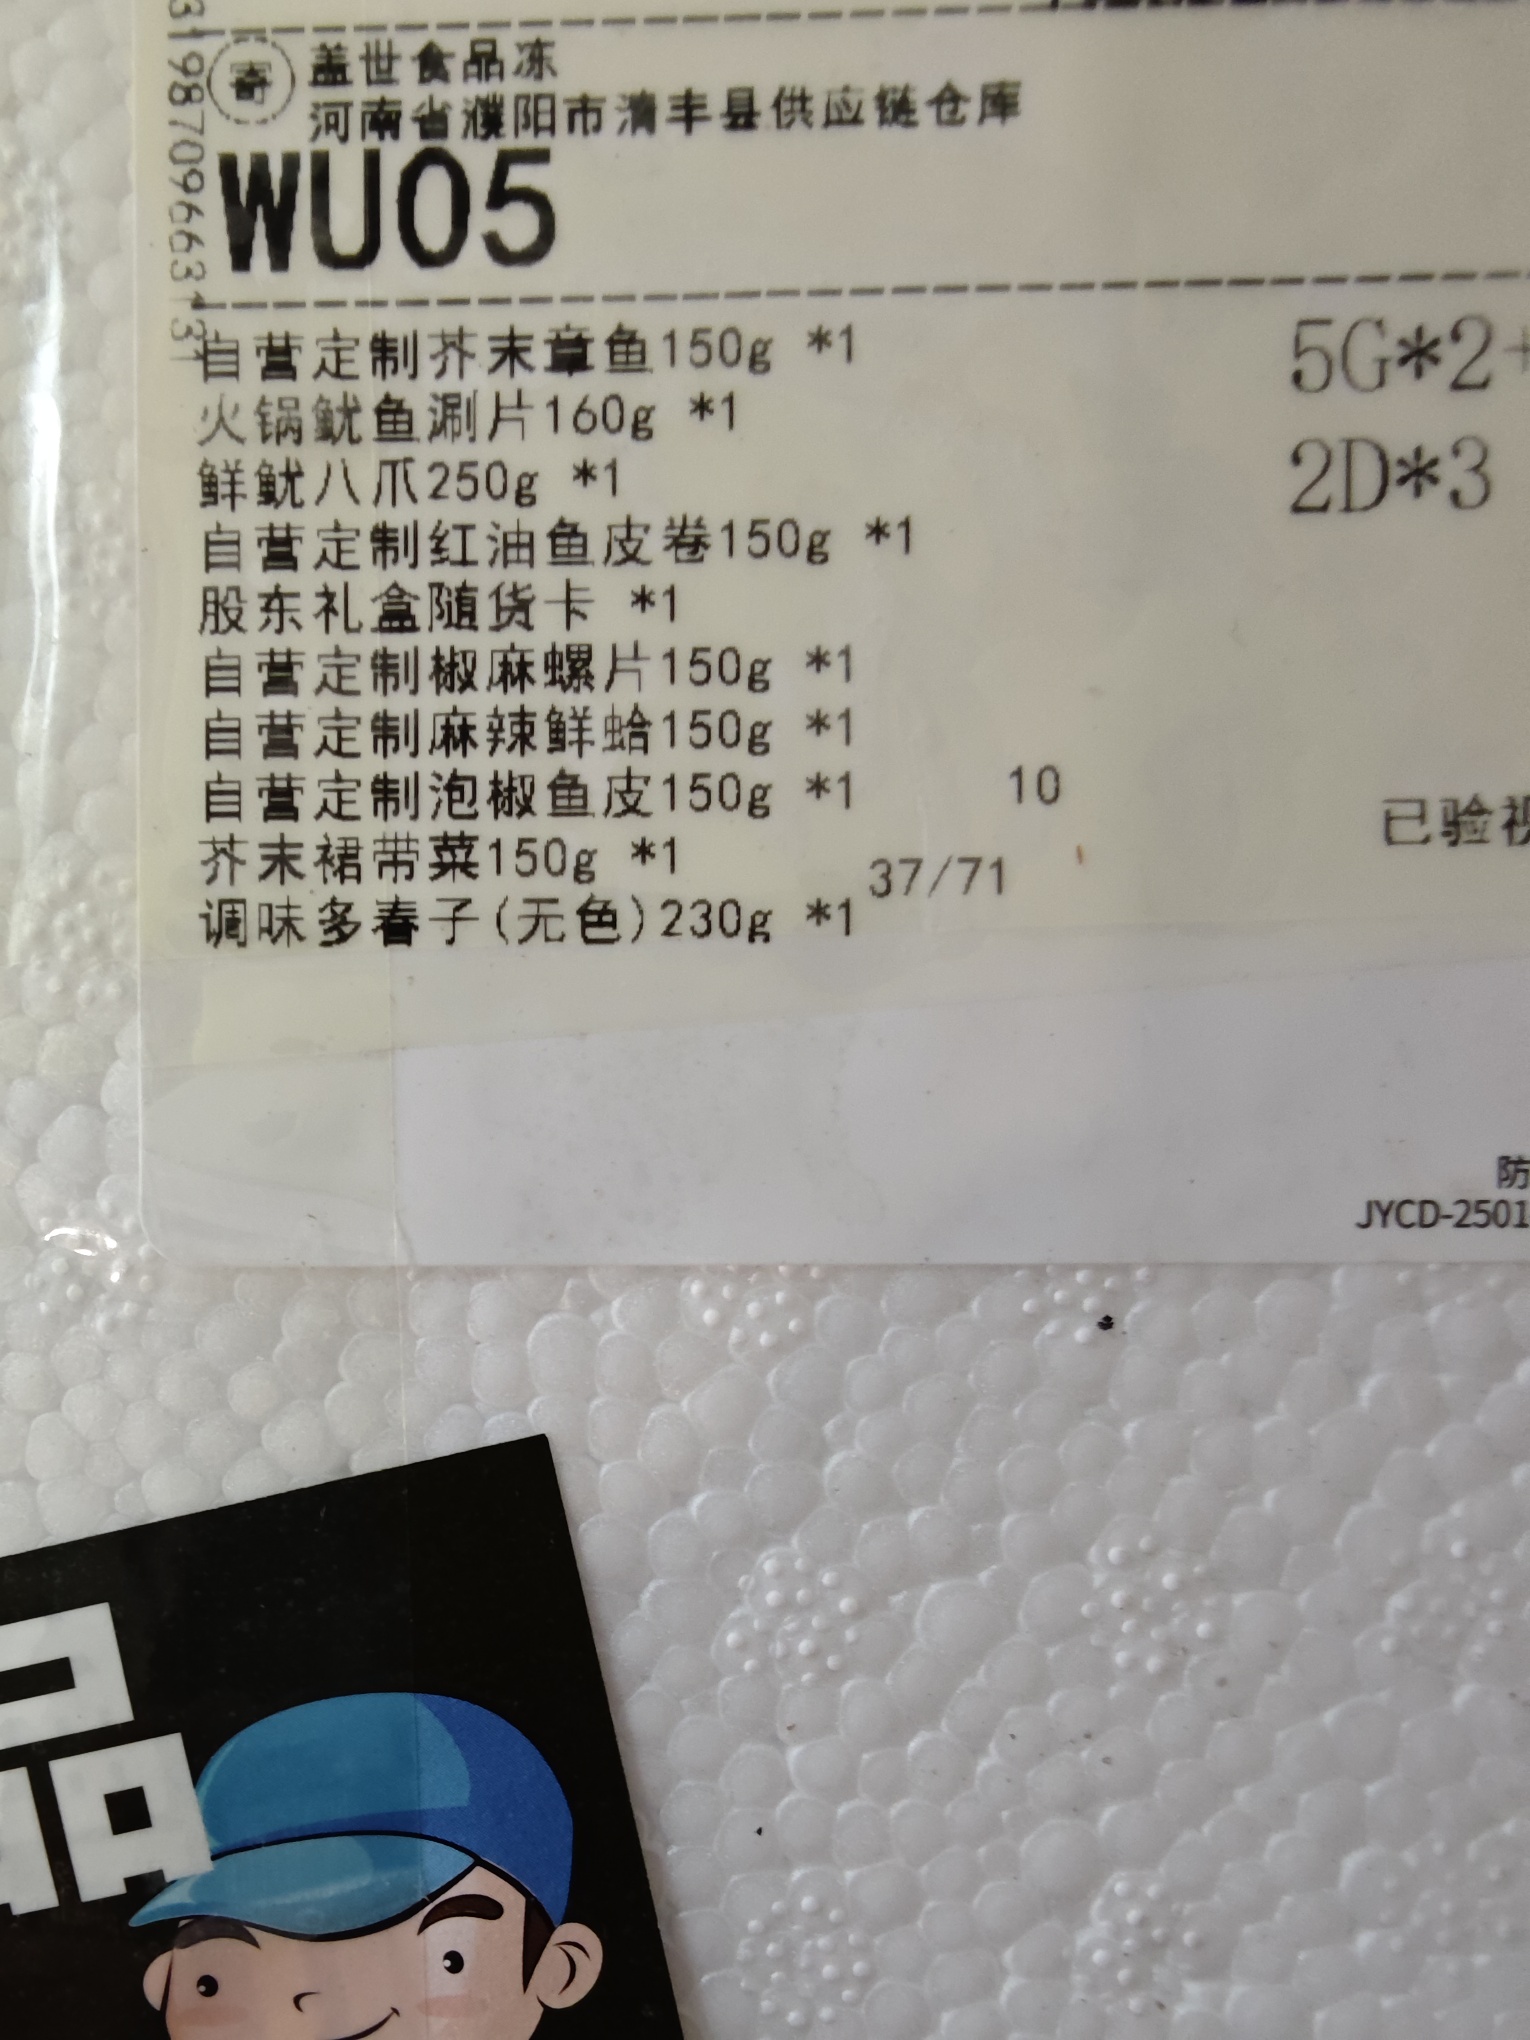 寄
盖世食品冻
河南省濮阳市清丰县供应链仓库
WU05
自营定制芥末章鱼150g *1
火锅鱿鱼涮片160g *1
鲜鱿八爪250g *1
自营定制红油鱼皮卷150g *1
股东礼盒随货卡 *1
自营定制椒麻螺片150g *1
自营定制麻辣鲜蛤150g *1
自营定制泡椒鱼皮150g *1
芥末裙带菜150g *1
调味多春子(无色)230g *1
5G*2+
2D*3
10
37/71
已验视
防
JYCD-2501
品